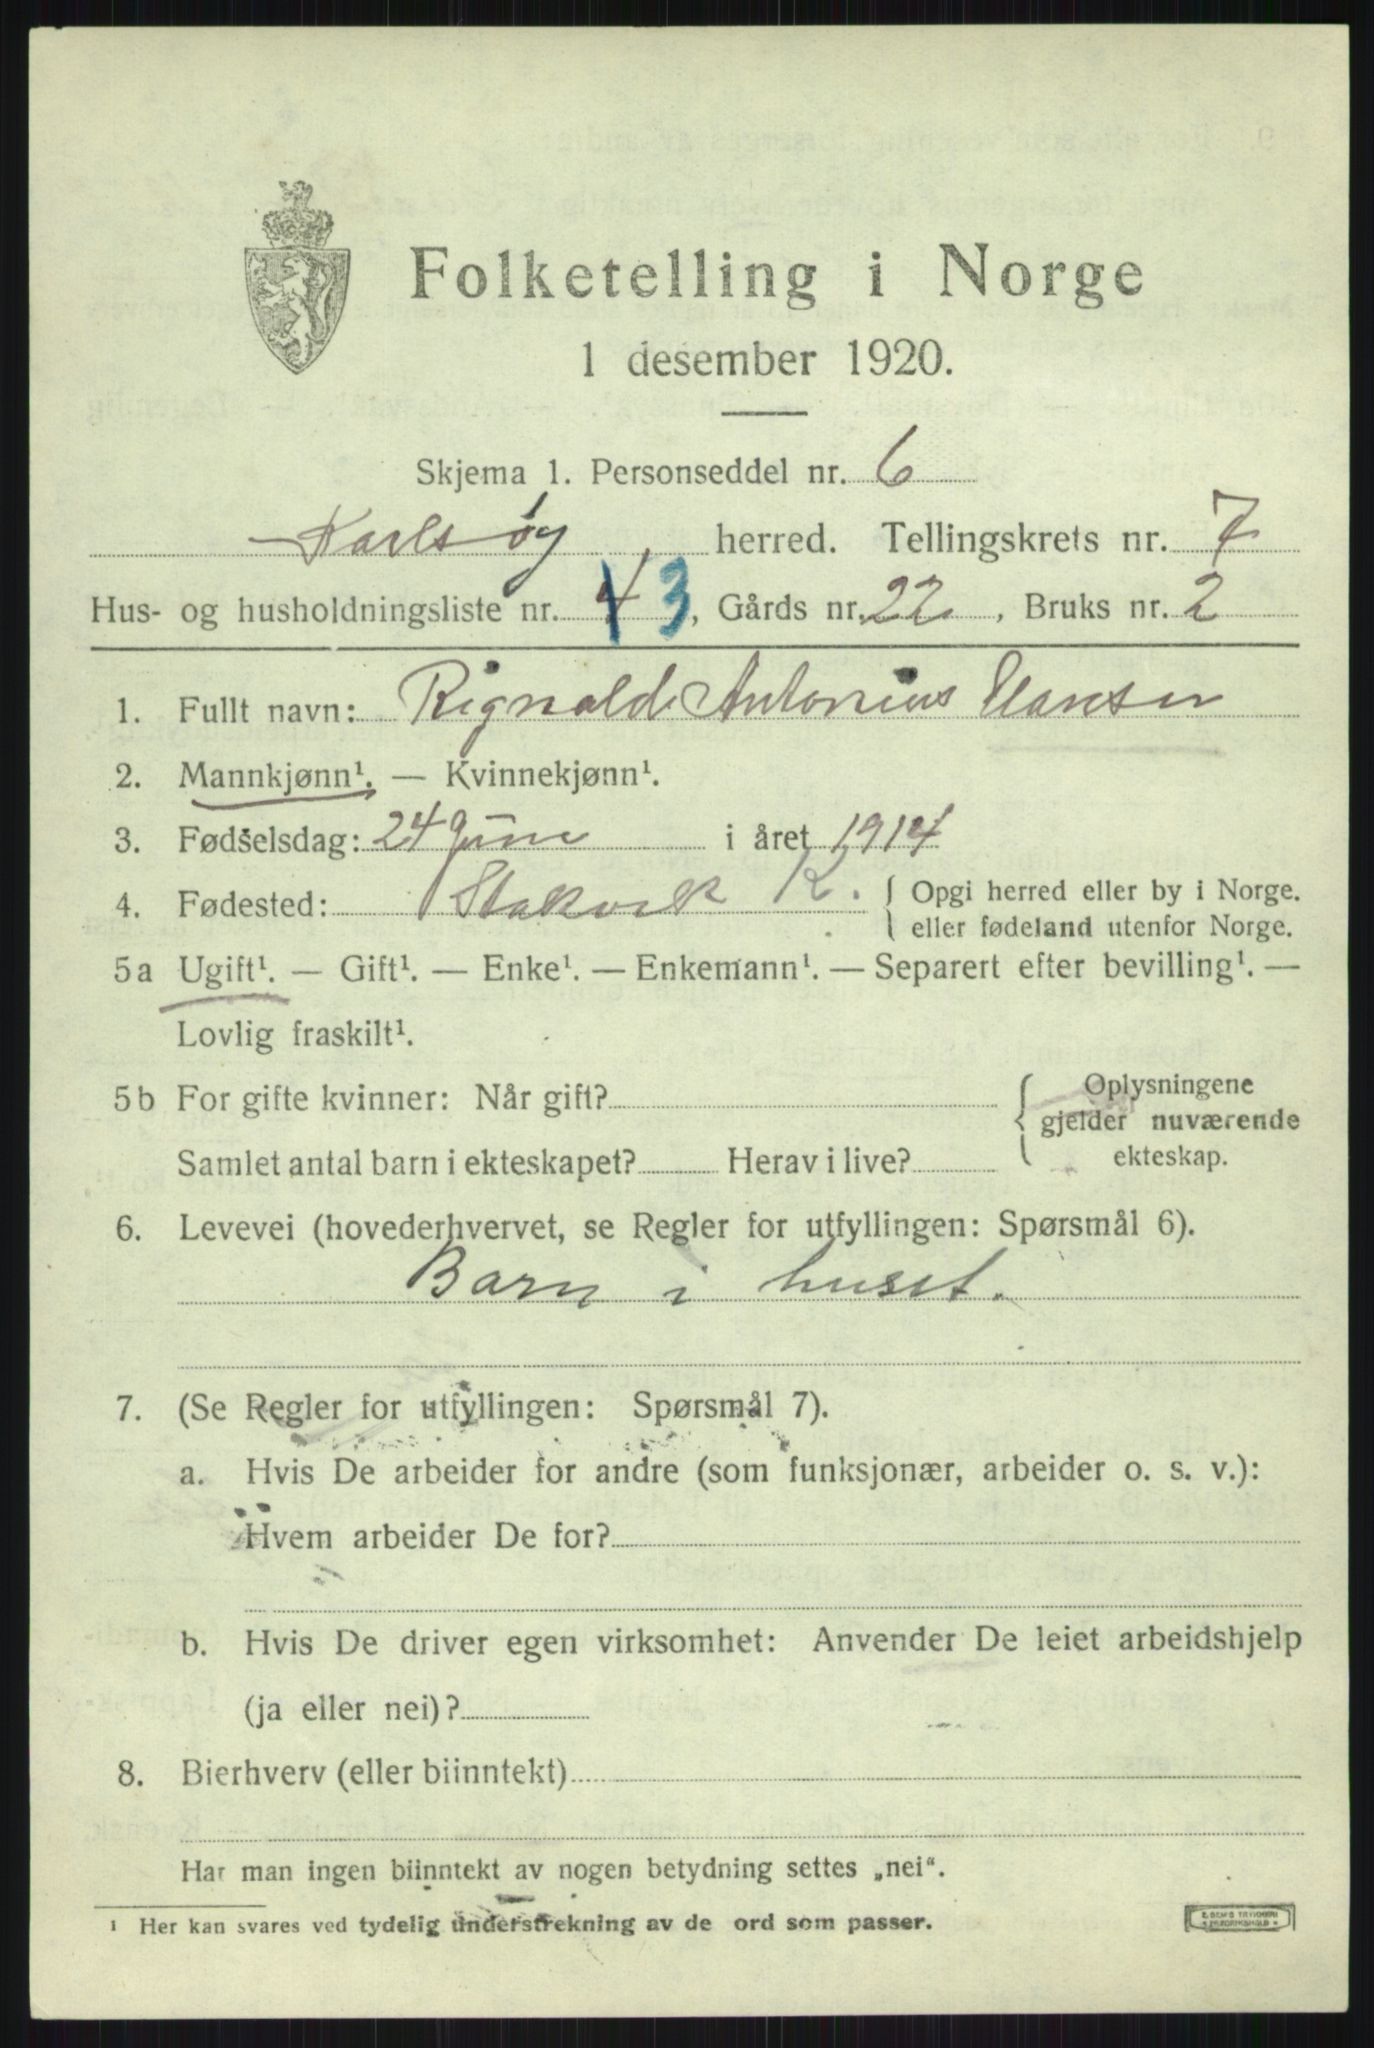 Folketelling i Norge
1 desember 1920.
Skjema 1. Personseddel nr. 6
Karlsøy herred. Tellingskrets nr. 7
Hus- og husholdningsliste nr. 3, Gårds nr. 22, Bruks nr. 2
1. Fullt navn: Rignald Antonius Hansen
2. Mannkjønn¹. — Kvinnekjønn¹.
3. Fødselsdag: 24 Juni i året 1914
4. Fødested: Stakvik K. { Opgi herred eller by i Norge.
eller fødeland utenfor Norge.
5a Ugift¹. — Gift¹. — Enke¹. — Enkemann¹. — Separert efter bevilling¹. —
Lovlig fraskilt¹.
5b For gifte kvinner: Når gift? { Oplysningene
gjelder nuværende
Samlet antal barn i ekteskapet? Herav i live? ekteskap.
6. Levevei (hovederhvervet, se Regler for utfyllingen: Spørsmål 6).
Barn i huset.
7. (Se Regler for utfyllingen: Spørsmål 7).
a. Hvis De arbeider for andre (som funksjonær, arbeider o. s. v.):
Hvem arbeider De for?
b. Hvis De driver egen virksomhet: Anvender De leiet arbeidshjelp
(ja eller nei)?
8. Bierhverv (eller biinntekt)
Har man ingen biinntekt av nogen betydning settes „nei".
¹ Her kan svares ved tydelig understrekning av de ord som passer.